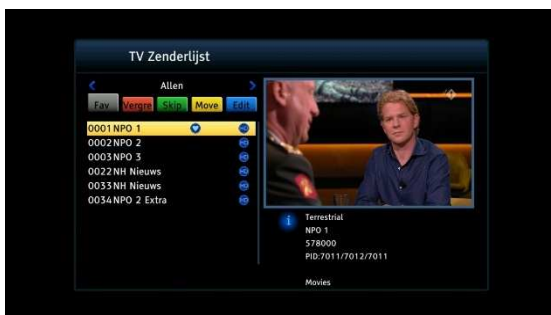 TV Zenderlijst
Allen
Fav Vergre Skip Move Edit
0001 NPO 1
0002 NPO 2
0003 NPO 3
0022 NH Nieuws
0033 NH Nieuws
0034 NPO 2 Extra
Terrestrial
NPO 1
578000
PID:7011/7012/7011
Movies